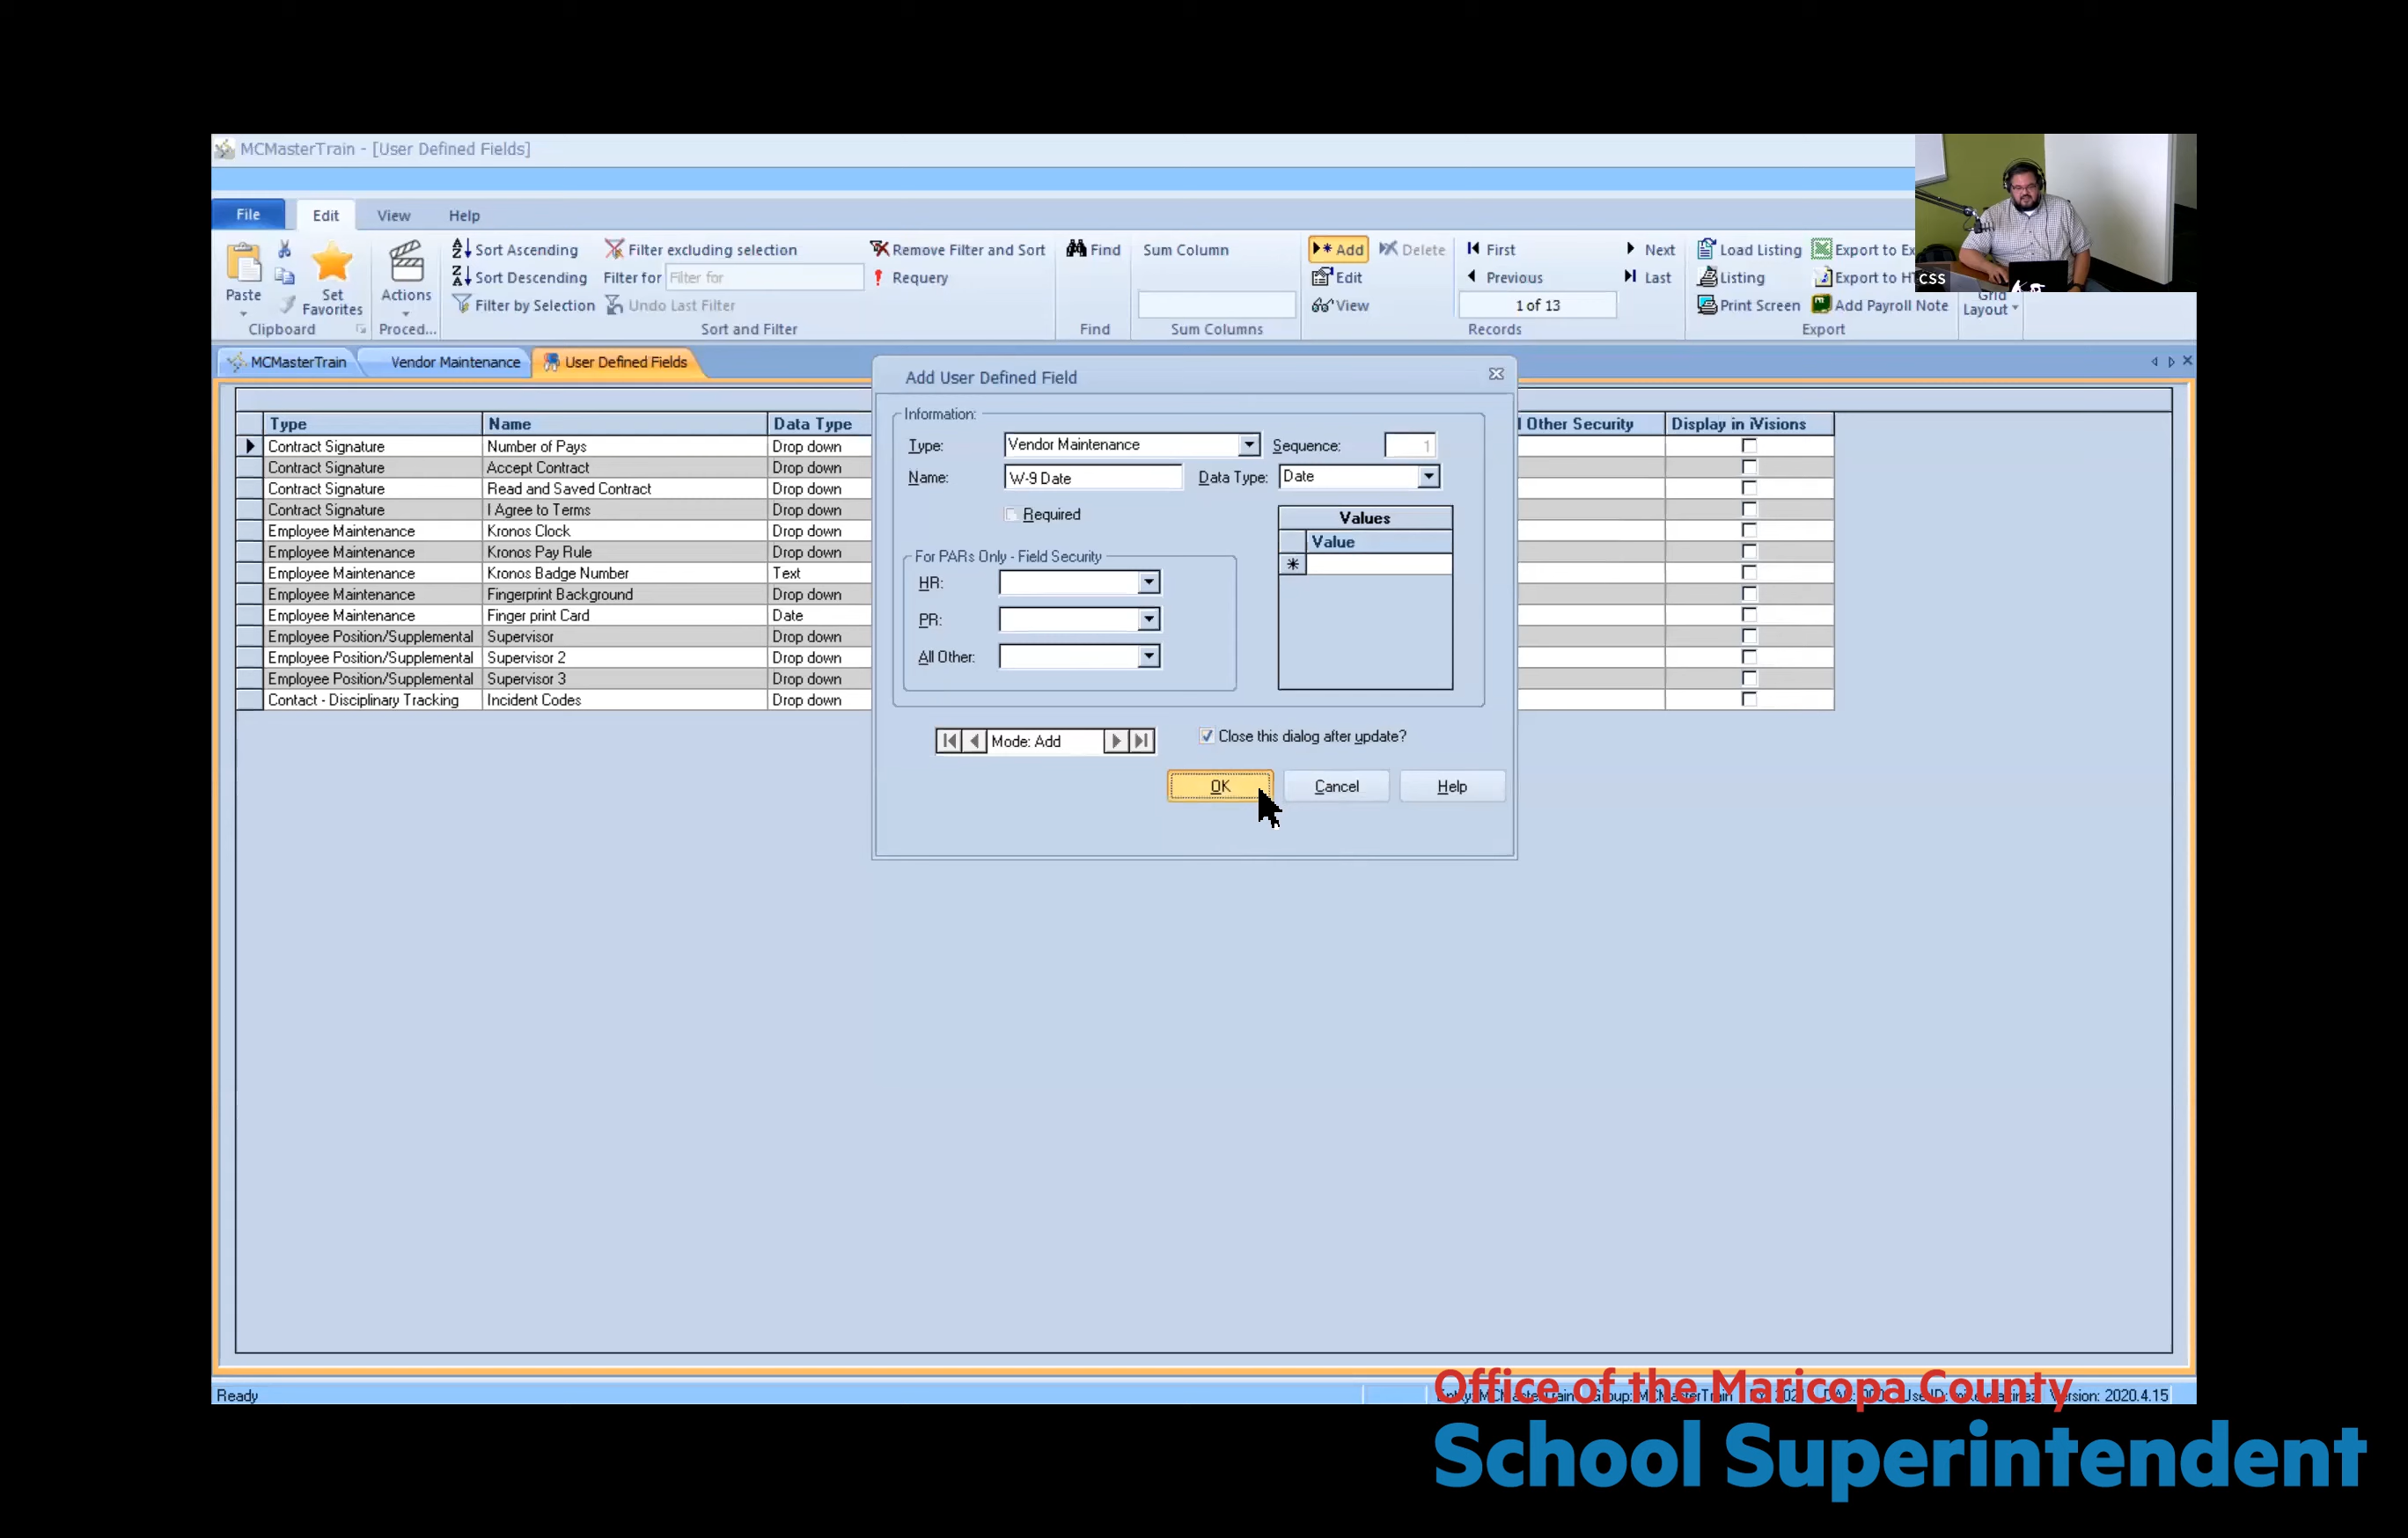 MCMasterTrain - [User Defined Fields]
File Edit View Help
Paste
Set Favorites
Actions
Sort Ascending
Sort Descending
Filter by Selection
Filter excluding selection
Filter for Filter for
Undo Last Filter
Remove Filter and Sort
Requery
Find
Sum Column
Add Delete
Edit
View
First
Previous
Next
Last
1 of 13
Load Listing
Listing
Print Screen
Export to Ex
Export to HT
Add Payroll Note
Grid Layout
Clipboard Proced... Sort and Filter Find Sum Columns Records Export
CSS
MCMasterTrain Vendor Maintenance User Defined Fields
Type Name Data Type l Other Security Display in iVisions
Contract Signature Number of Pays Drop down
Contract Signature Accept Contract Drop down
Contract Signature Read and Saved Contract Drop down
Contract Signature I Agree to Terms Drop down
Employee Maintenance Kronos Clock Drop down
Employee Maintenance Kronos Pay Rule Drop down
Employee Maintenance Kronos Badge Number Text
Employee Maintenance Fingerprint Background Drop down
Employee Maintenance Finger print Card Date
Employee Position/Supplemental Supervisor Drop down
Employee Position/Supplemental Supervisor 2 Drop down
Employee Position/Supplemental Supervisor 3 Drop down
Contact - Disciplinary Tracking Incident Codes Drop down
Add User Defined Field
Information:
Type: Vendor Maintenance Sequence: 1
Name: W-9 Date Data Type: Date
Required
Values
Value
For PARs Only - Field Security
HR:
PR:
All Other:
Mode: Add
Close this dialog after update?
OK Cancel Help
Ready
Version: 2020.4.15
Office of the Maricopa County
School Superintendent